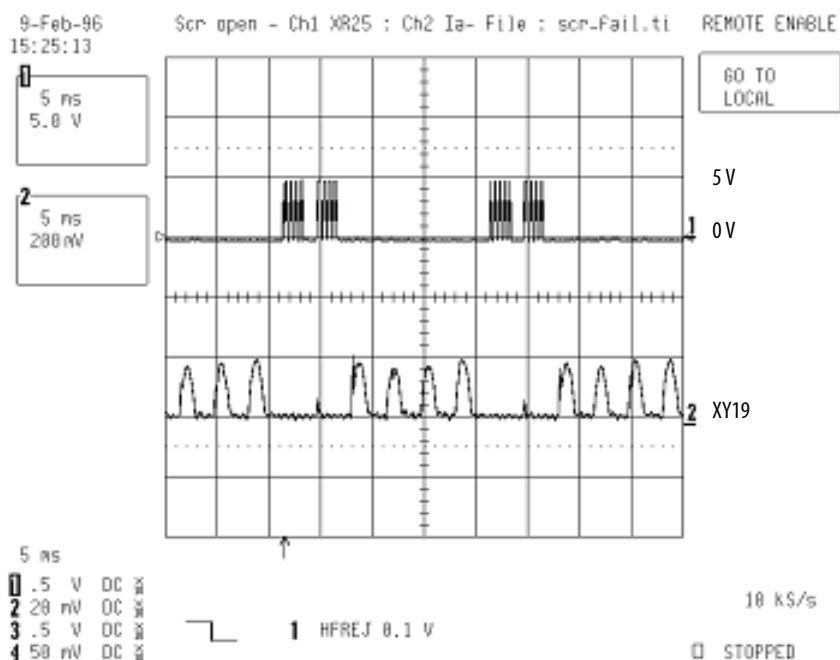 9-Feb-96
15:25:13
Scr open - Ch1 XR25 : Ch2 Ia- File : scr-fail.ti
REMOTE ENABLE
GO TO
LOCAL
1
5 ms
5.0 V
2
5 ms
200mV
5 V
1
0 V
2
XY19
5 ms
1 .5 V DC
2 20 mV DC
3 .5 V DC
4 50 mV DC
1 HFREJ 0.1 V
10 kS/s
STOPPED